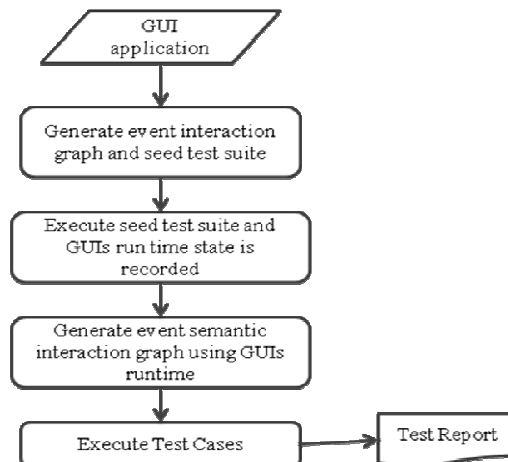 GUI
application
Generate event interaction
graph and seed test suite
Execute seed test suite and
GUIs run time state is
recorded
Generate event semantic
interaction graph using GUIs
runtime
Execute Test Cases
Test Report